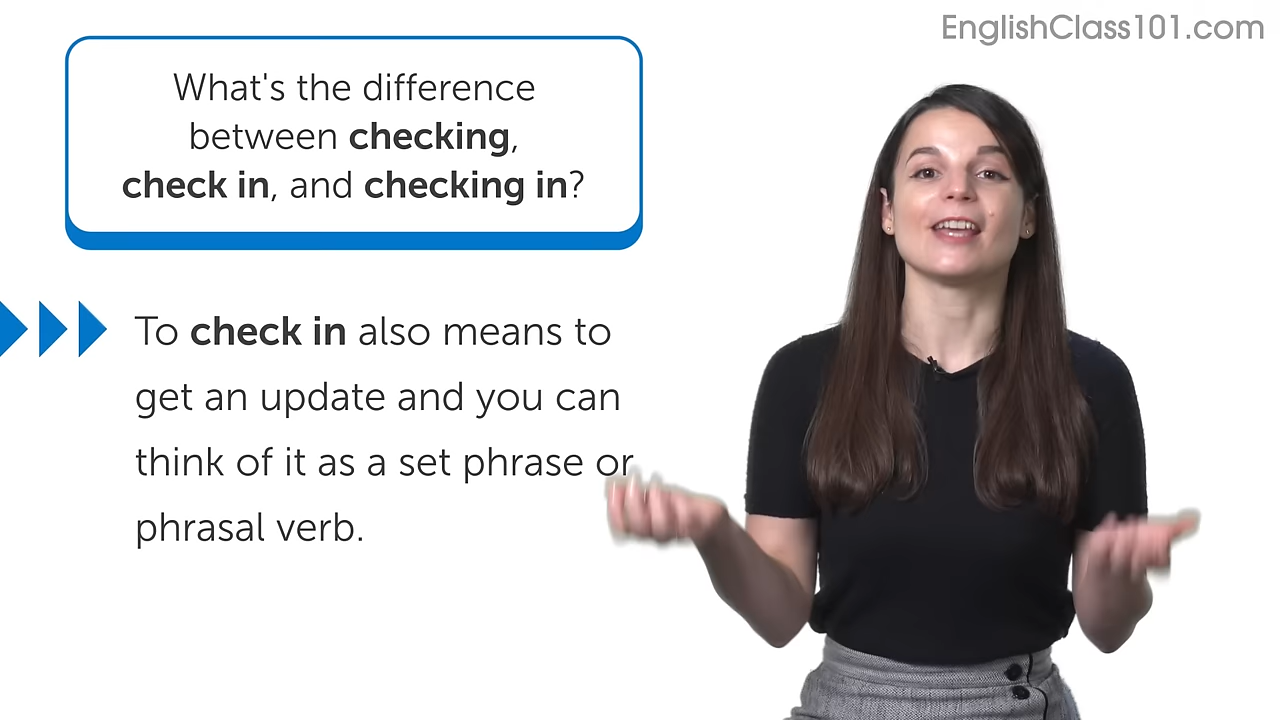 EnglishClass101.com
What's the difference
between checking,
check in, and checking in?
To check in also means to
get an update and you can
think of it as a set phrase or
phrasal verb.